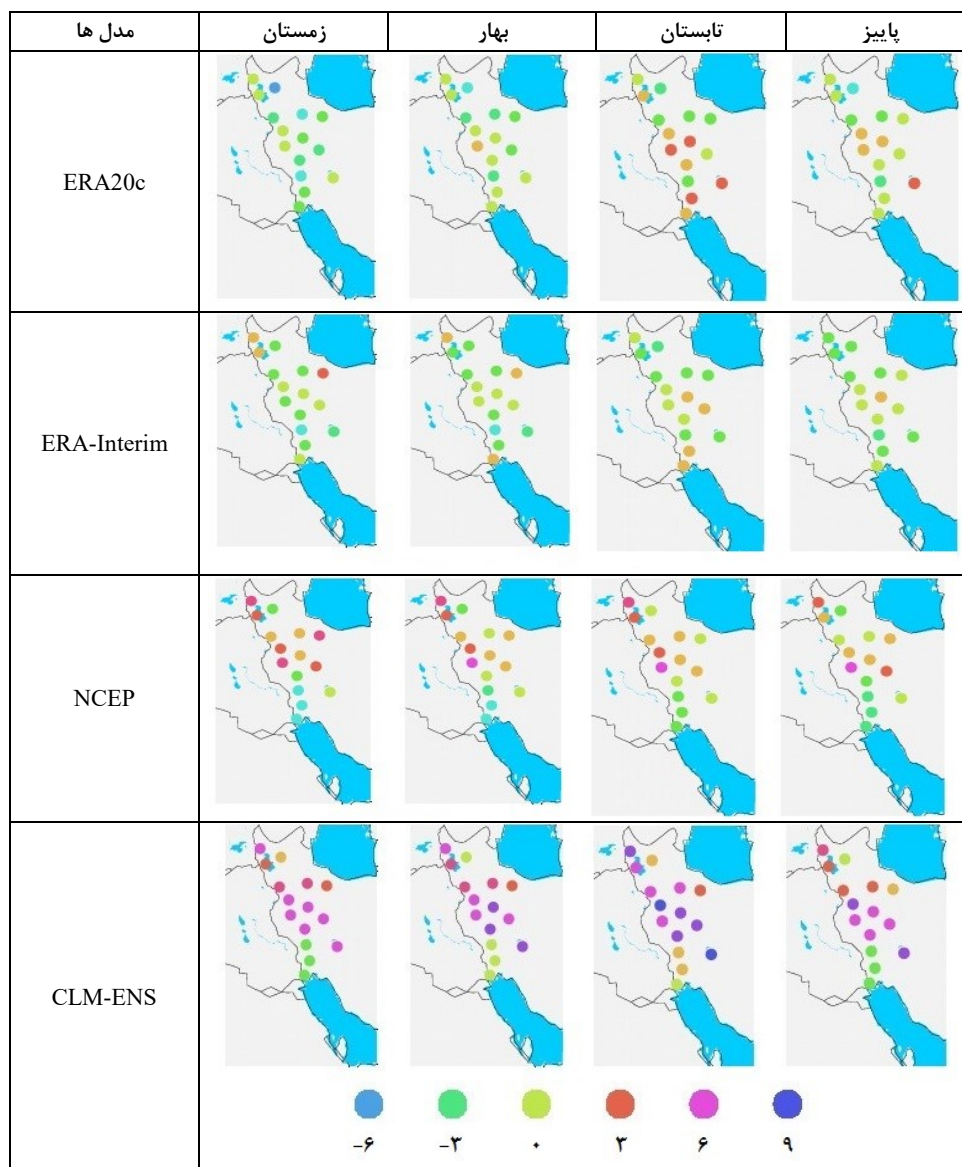 مدل ها زمستان بهار تابستان پاییز
ERA20c
ERA-Interim
NCEP
CLM-ENS
-۶ -۳ ۰ ۳ ۶ ۹